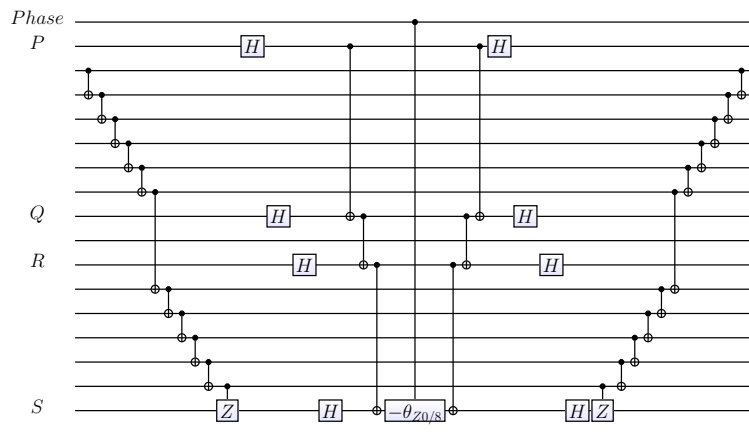 Phase
P H H
Q H H
R H H
S Z H −θ_{Z0/8} H Z